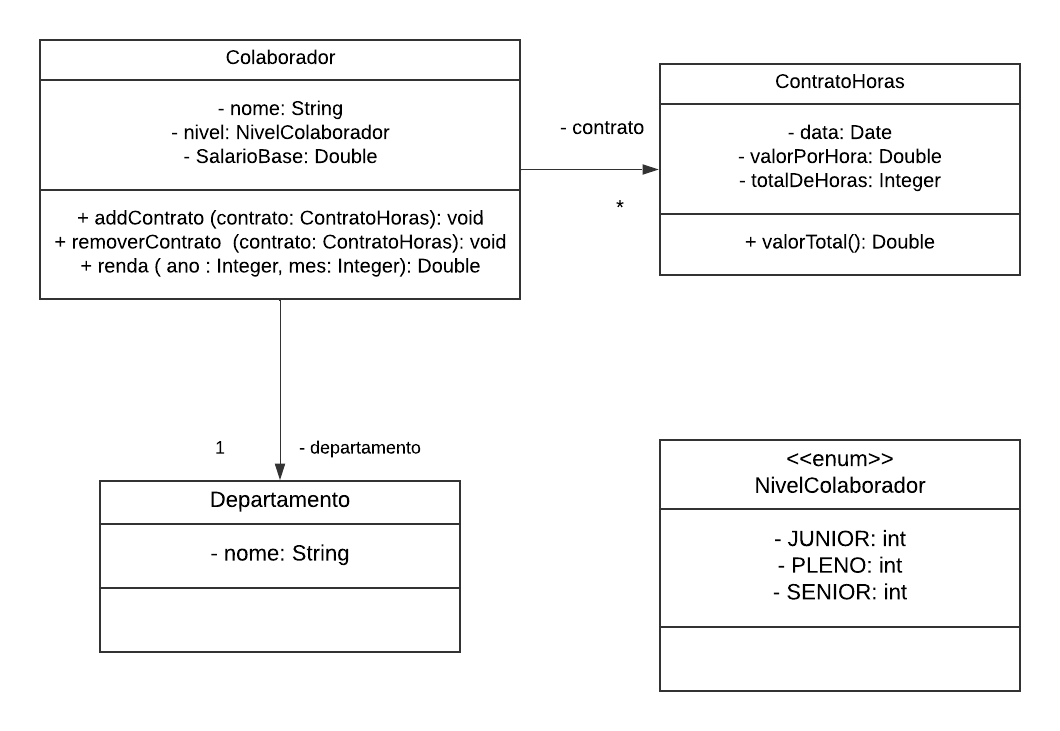 Colaborador
- nome: String
- nivel: NivelColaborador
- SalarioBase: Double
+ addContrato (contrato: ContratoHoras): void
+ removerContrato  (contrato: ContratoHoras): void
+ renda ( ano : Integer, mes: Integer): Double
- contrato
*
ContratoHoras
- data: Date
- valorPorHora: Double
- totalDeHoras: Integer
+ valorTotal(): Double
1
- departamento
Departamento
- nome: String
<<enum>>
NivelColaborador
- JUNIOR: int
- PLENO: int
- SENIOR: int